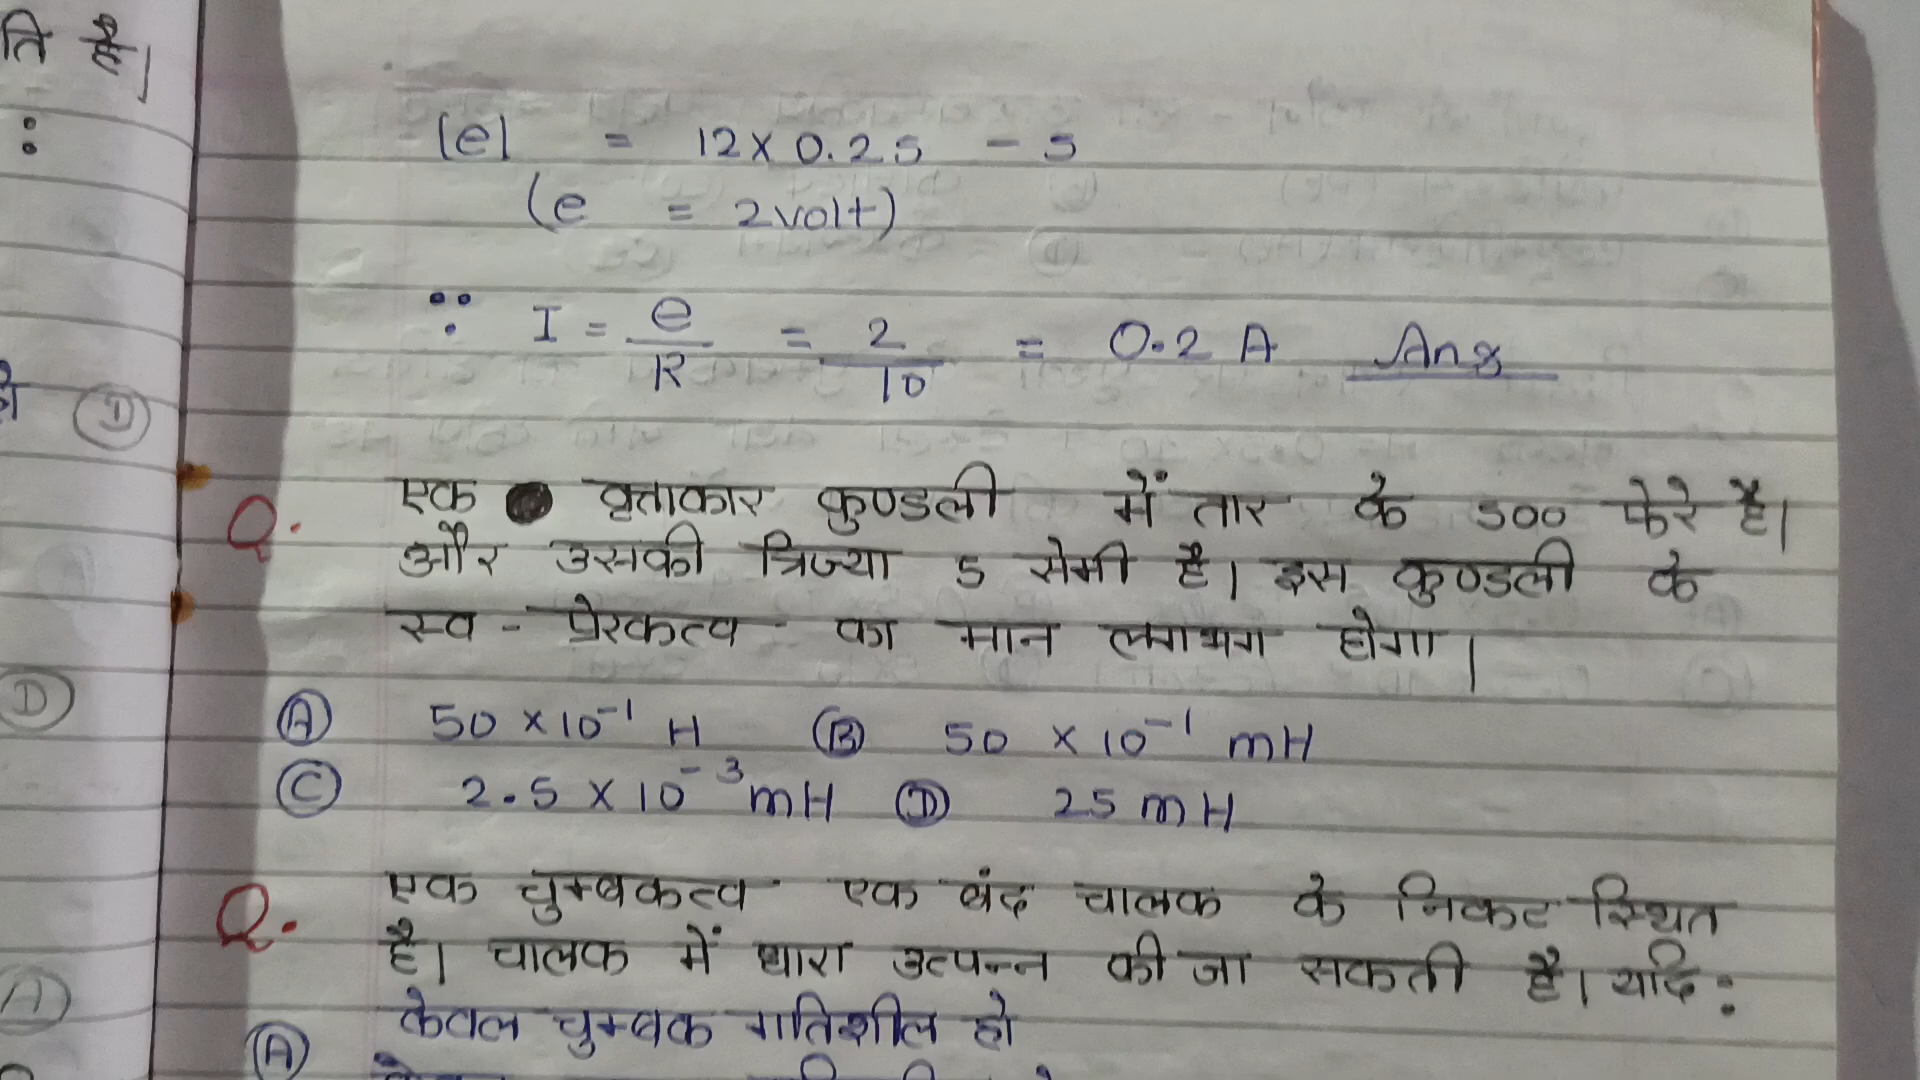 ति है।
|e| = 12 x 0.25 - 5
(e = 2volt)
∵ I = e/R = 2/10 = 0.2 A Ans
D
Q. एक वृत्ताकार कुण्डली में तार के 500 फेरे है।
और उसकी त्रिज्या 5 सेमी है। इस कुण्डली के
स्व - प्रेरकत्व का मान लगभग होगा।
D
(A) 50 x 10⁻¹ H (B) 50 x 10⁻¹ mH
(C) 2.5 x 10⁻³ mH (D) 25 mH
Q. एक चुम्बकत्व एक बंद चालक के निकट स्थित
है। चालक में धारा उत्पन्न की जा सकती है। यदि :
A
(A) केवल चुम्बक गतिशील हो